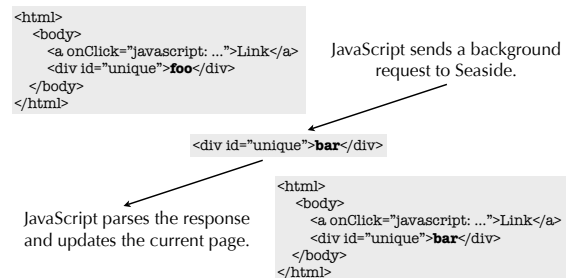 <html>
<body>
<a onClick=”javascript: ...”>Link</a>
<div id=”unique”>foo</div>
</body>
</html>
JavaScript sends a background
request to Seaside.
<div id=”unique”>bar</div>
JavaScript parses the response
and updates the current page.
<html>
<body>
<a onClick=”javascript: ...”>Link</a>
<div id=”unique”>bar</div>
</body>
</html>